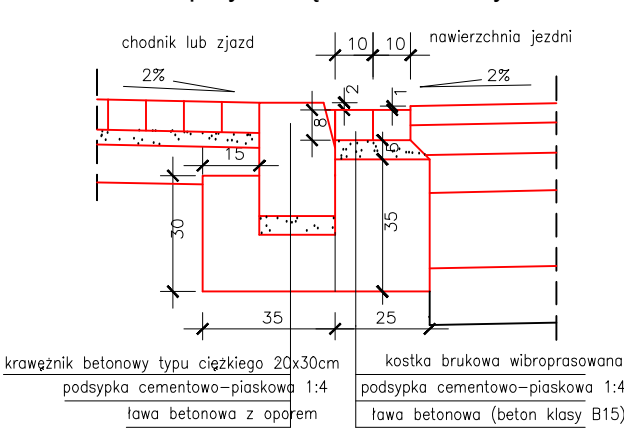 chodnik lub zjazd
nawierzchnia jezdni
10 10
2%
2%
2
1
8
5
15
30
35
35
25
krawężnik betonowy typu ciężkiego 20x30cm
podsypka cementowo-piaskowa 1:4
ława betonowa z oporem
kostka brukowa wibroprasowana
podsypka cementowo-piaskowa 1:4
ława betonowa (beton klasy B15)